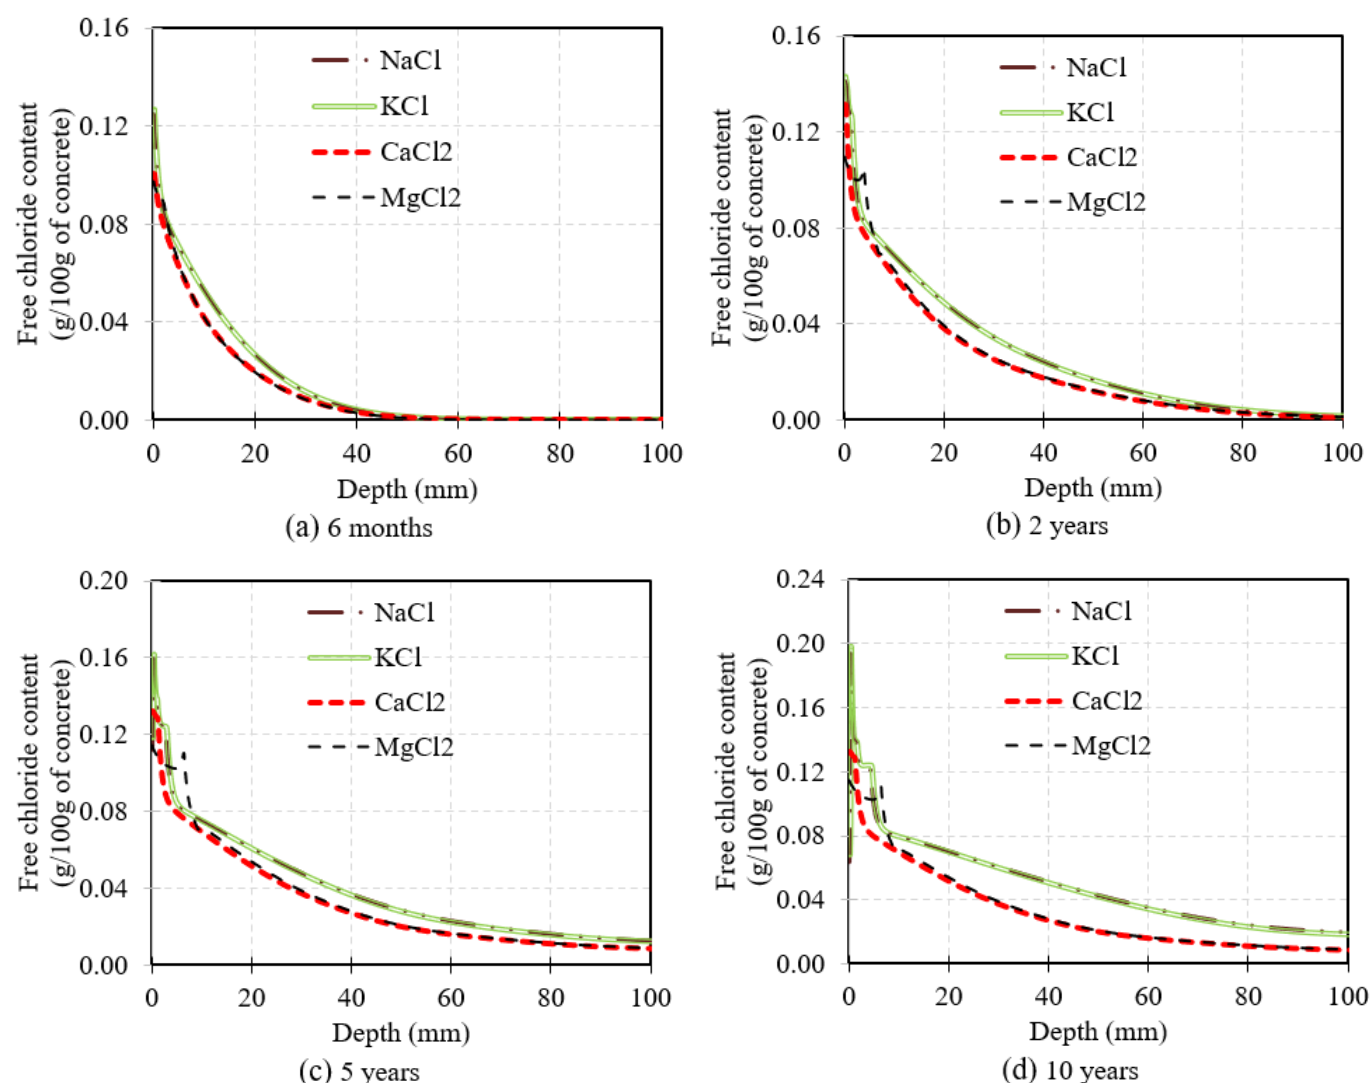 Free chloride content
(g/100g of concrete)
0.16
0.12
0.08
0.04
0.00
NaCl
KCl
CaCl2
MgCl2
0 20 40 60 80 100
Depth (mm)
(a) 6 months
Free chloride content
(g/100g of concrete)
0.16
0.12
0.08
0.04
0.00
NaCl
KCl
CaCl2
MgCl2
0 20 40 60 80 100
Depth (mm)
(b) 2 years
Free chloride content
(g/100g of concrete)
0.20
0.16
0.12
0.08
0.04
0.00
NaCl
KCl
CaCl2
MgCl2
0 20 40 60 80 100
Depth (mm)
(c) 5 years
Free chloride content
(g/100g of concrete)
0.24
0.20
0.16
0.12
0.08
0.04
0.00
NaCl
KCl
CaCl2
MgCl2
0 20 40 60 80 100
Depth (mm)
(d) 10 years